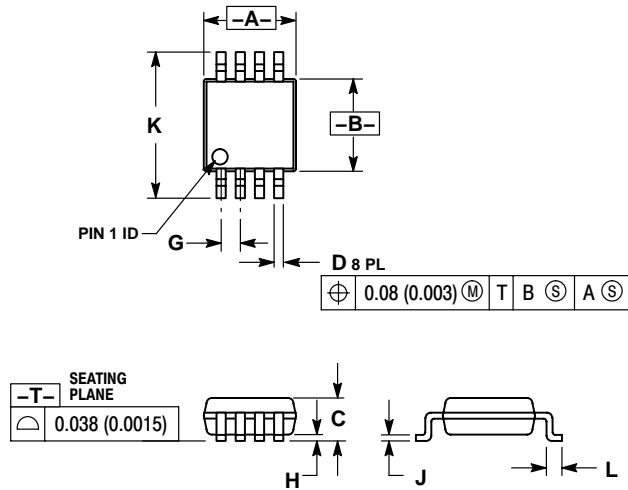 –A–
K
–B–
PIN 1 ID
G
D 8 PL
⌖ 0.08 (0.003) Ⓜ T B Ⓢ A Ⓢ
–T– SEATING
PLANE
⌓ 0.038 (0.0015)
C
H
J
L